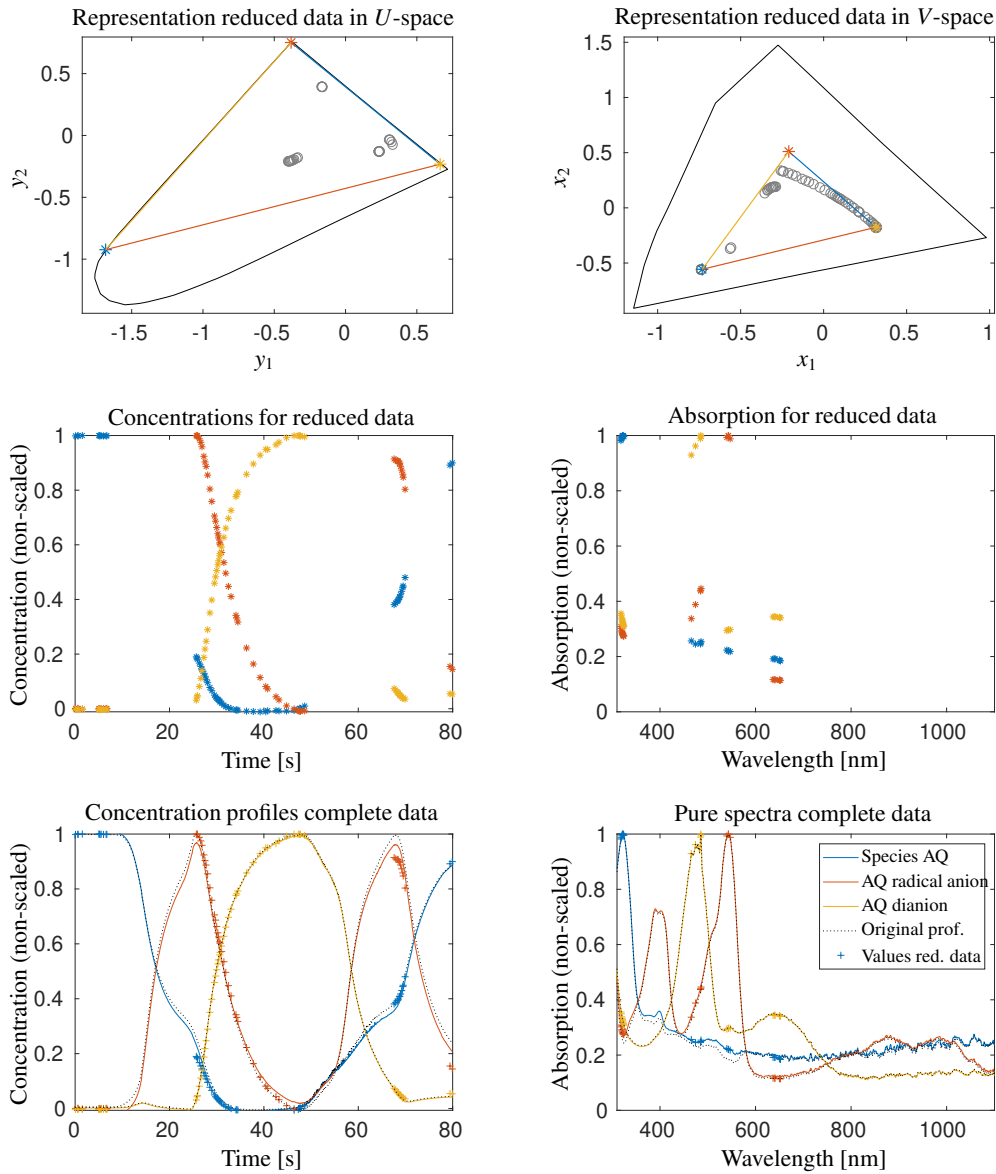 Representation reduced data in U-space
0.5
0
-0.5
-1
y2
-1.5
-1
-0.5
0
0.5
y1
Representation reduced data in V-space
1.5
1
0.5
0
-0.5
x2
-1
-0.5
0
0.5
1
x1
Concentrations for reduced data
1
0.8
0.6
0.4
0.2
0
Concentration (non-scaled)
0
20
40
60
80
Time [s]
Absorption for reduced data
1
0.8
0.6
0.4
0.2
0
Absorption (non-scaled)
400
600
800
1000
Wavelength [nm]
Concentration profiles complete data
1
0.8
0.6
0.4
0.2
0
Concentration (non-scaled)
0
20
40
60
80
Time [s]
Pure spectra complete data
1
0.8
0.6
0.4
0.2
0
Absorption (non-scaled)
Species AQ
AQ radical anion
AQ dianion
Original prof.
Values red. data
400
600
800
1000
Wavelength [nm]